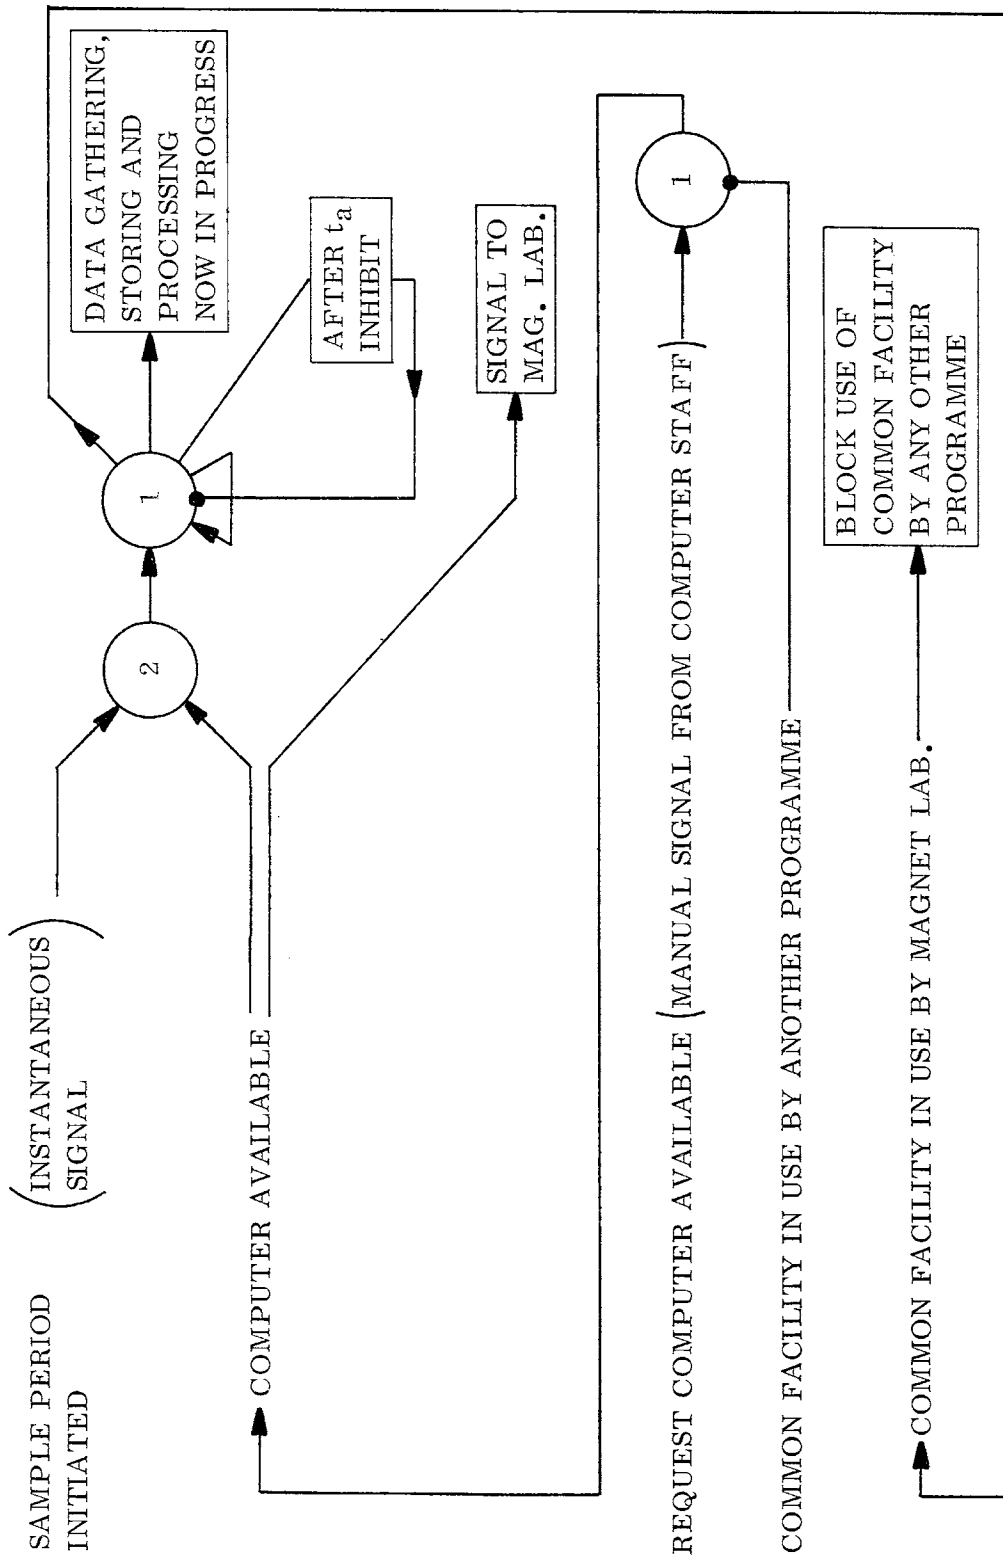 SAMPLE PERIOD
INITIATED
(INSTANTANEOUS
SIGNAL)
2
1
DATA GATHERING,
STORING AND
PROCESSING
NOW IN PROGRESS
AFTER ta
INHIBIT
COMPUTER AVAILABLE
SIGNAL TO
MAG. LAB.
REQUEST COMPUTER AVAILABLE (MANUAL SIGNAL FROM COMPUTER STAFF)
1
COMMON FACILITY IN USE BY ANOTHER PROGRAMME
COMMON FACILITY IN USE BY MAGNET LAB.
BLOCK USE OF
COMMON FACILITY
BY ANY OTHER
PROGRAMME